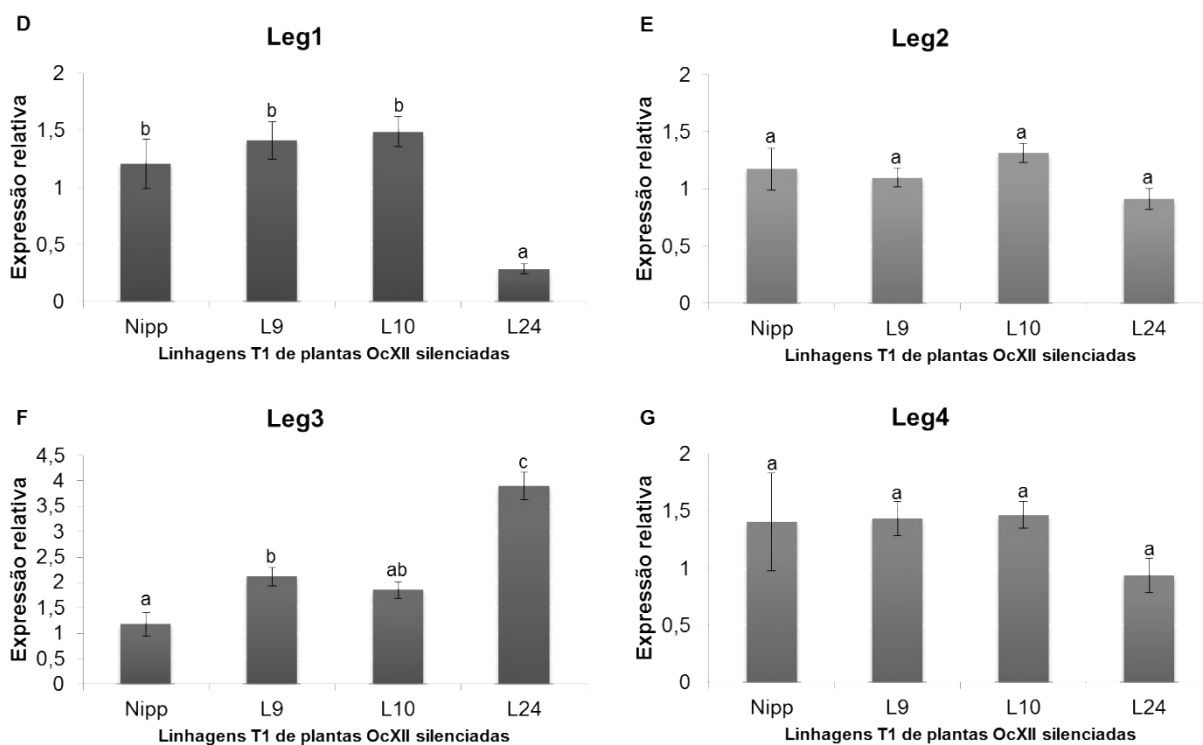 D
Leg1
Expressão relativa
2
1,5
1
0,5
0
b
b
b
a
Nipp L9 L10 L24
Linhagens T1 de plantas OcXII silenciadas
E
Leg2
Expressão relativa
2
1,5
1
0,5
0
a
a
a
a
Nipp L9 L10 L24
Linhagens T1 de plantas OcXII silenciadas
F
Leg3
Expressão relativa
4,5
4
3,5
3
2,5
2
1,5
1
0,5
0
a
b
ab
c
Nipp L9 L10 L24
Linhagens T1 de plantas OcXII silenciadas
G
Leg4
Expressão relativa
2
1,5
1
0,5
0
a
a
a
a
Nipp L9 L10 L24
Linhagens T1 de plantas OcXII silenciadas